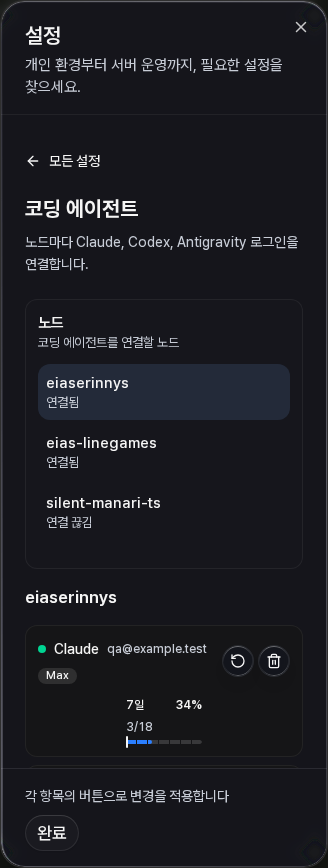 설정
개인 환경부터 서버 운영까지, 필요한 설정을
찾으세요.
모든 설정
코딩 에이전트
노드마다 Claude, Codex, Antigravity 로그인을
연결합니다.
노드
코딩 에이전트를 연결할 노드
eiaserinnys
연결됨
eias-linegames
연결됨
silent-manari-ts
연결 끊김
eiaserinnys
Claude qa@example.test
Max
7일 34%
3/18
각 항목의 버튼으로 변경을 적용합니다
완료